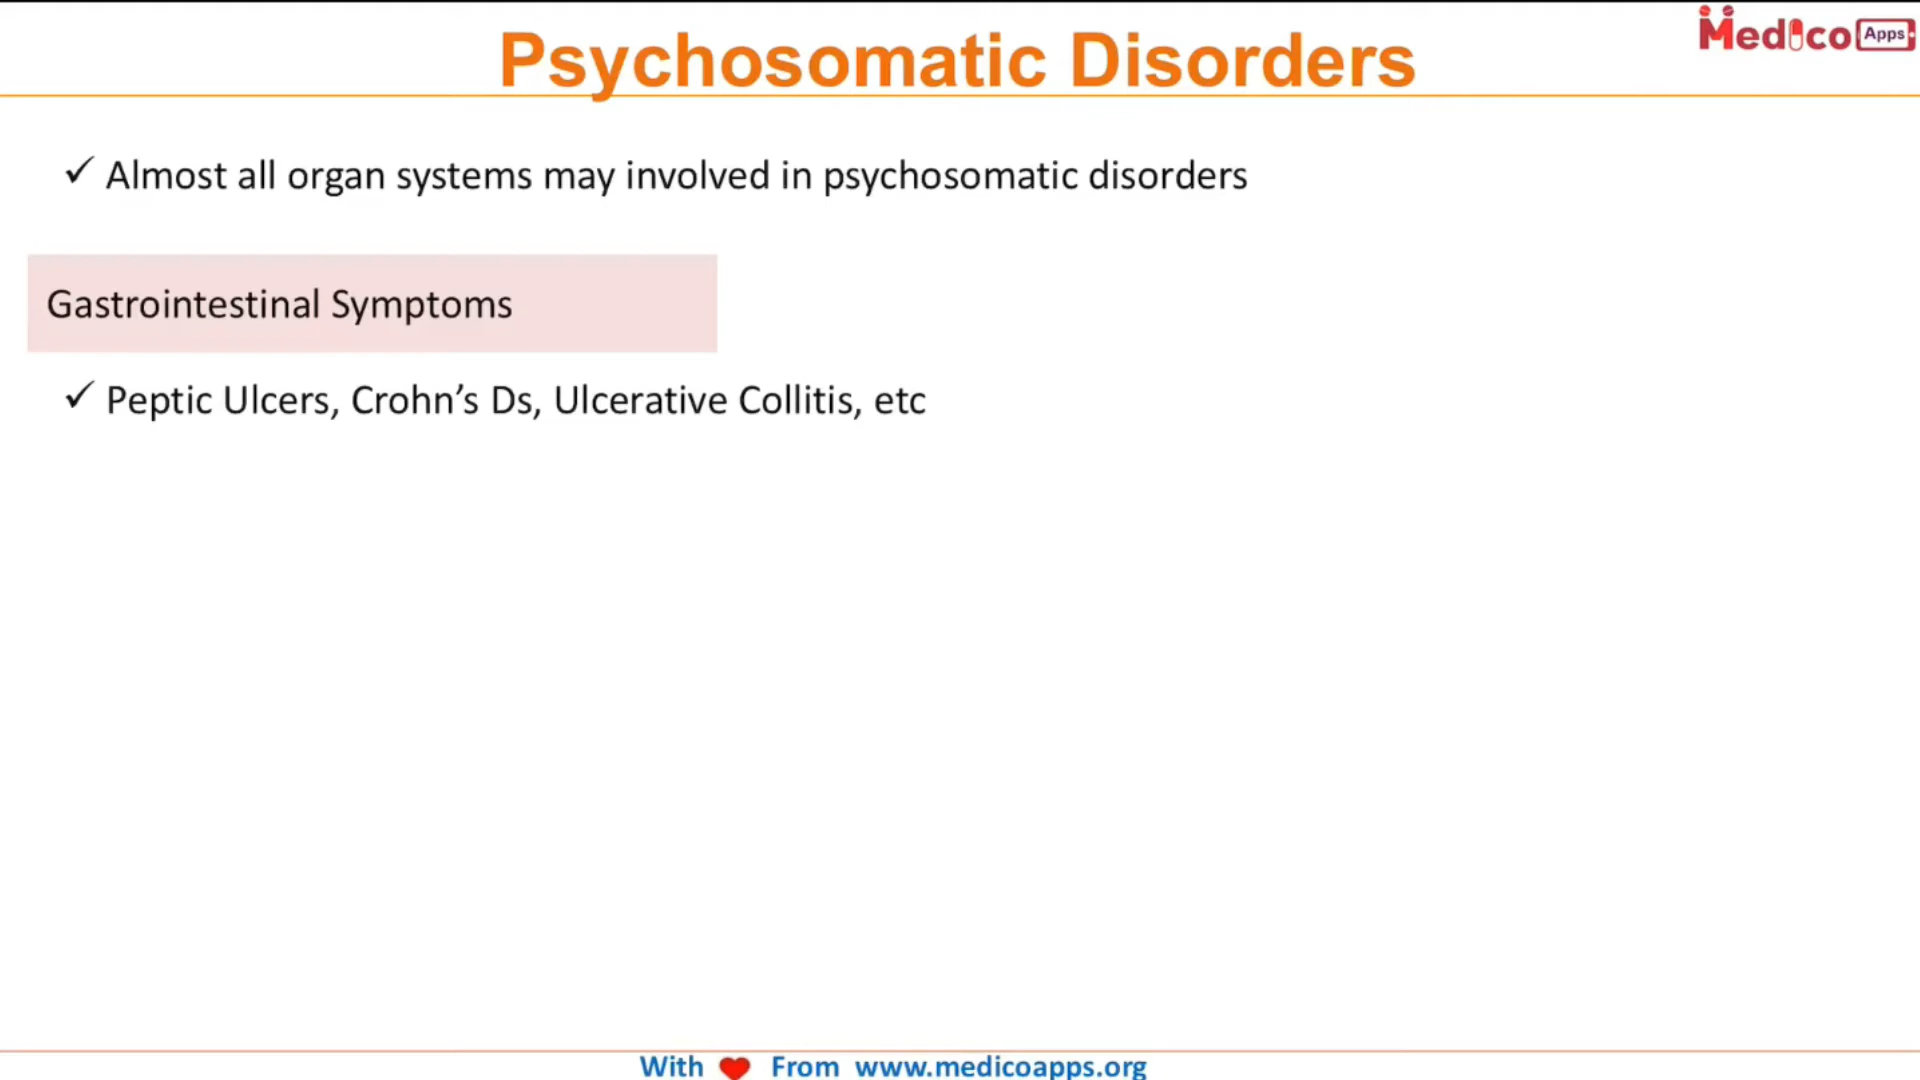 Psychosomatic Disorders
Medico Apps
✓ Almost all organ systems may involved in psychosomatic disorders
Gastrointestinal Symptoms
✓ Peptic Ulcers, Crohn’s Ds, Ulcerative Collitis, etc
With ❤ From www.medicoapps.org